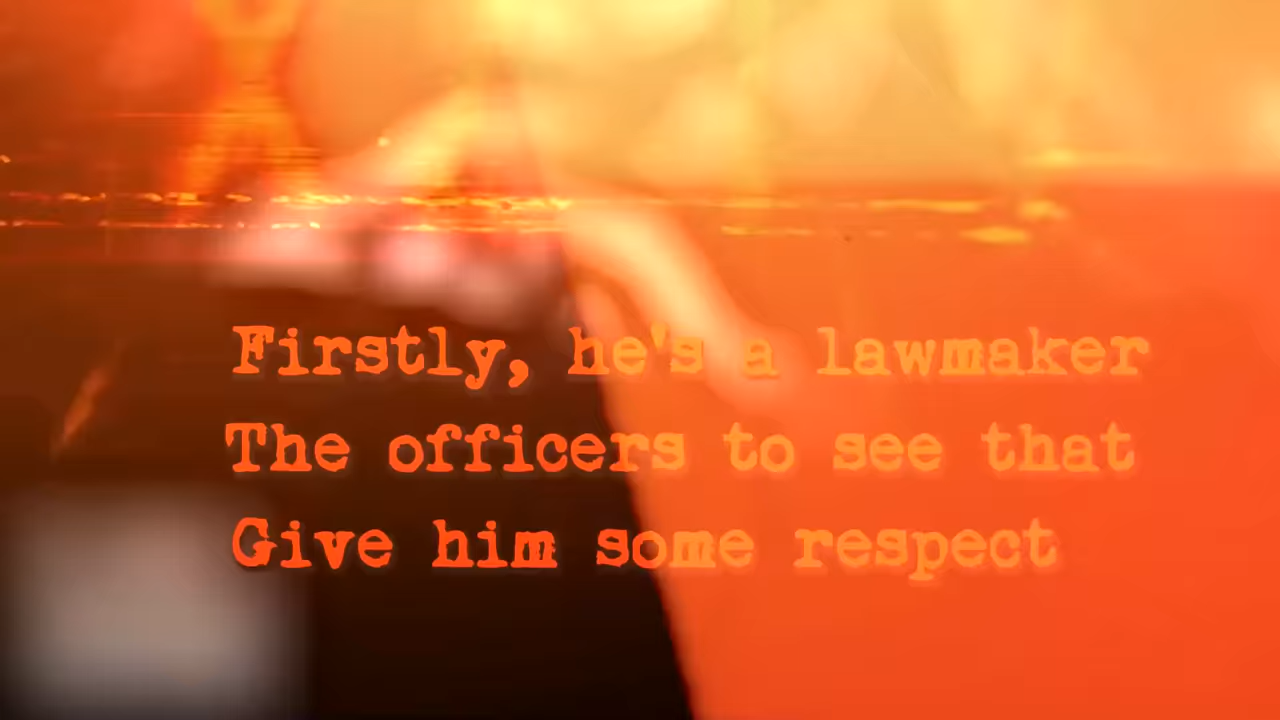 Firstly, he's a lawmaker
The officers to see that
Give him some respect